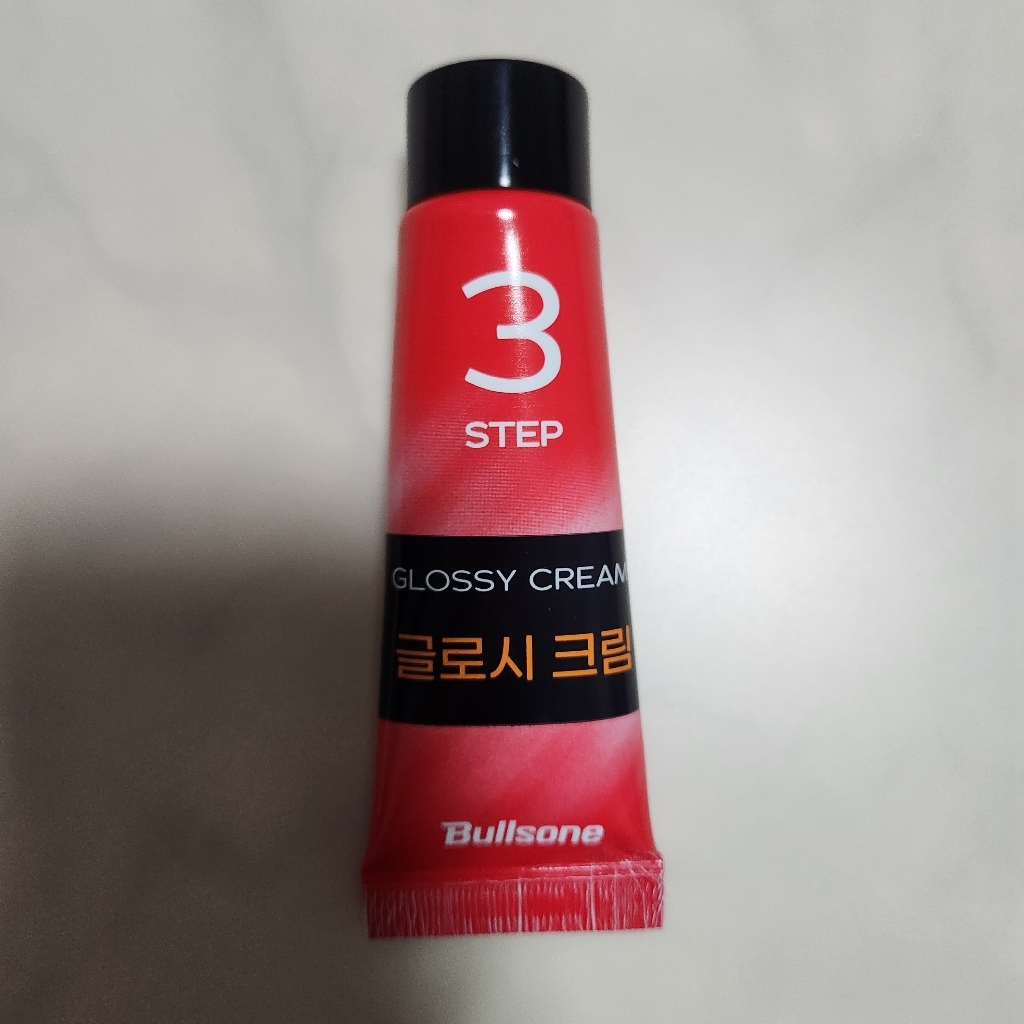 3
STEP
GLOSSY CREAM
글로시 크림
Bullsone